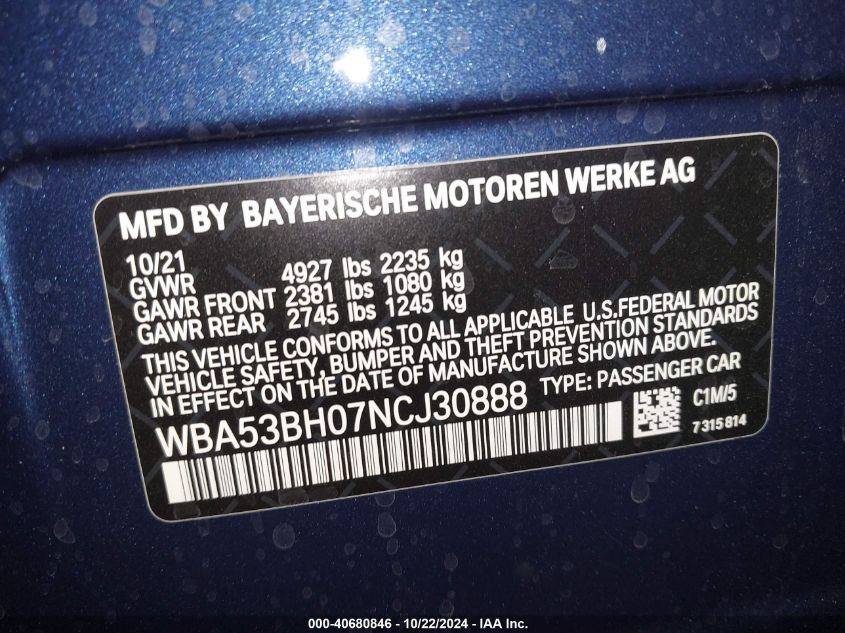 MFD BY BAYERISCHE MOTOREN WERKE AG
10/21
GVWR 4927 lbs 2235 kg
GAWR FRONT 2381 lbs 1080 kg
GAWR REAR 2745 lbs 1245 kg
THIS VEHICLE CONFORMS TO ALL APPLICABLE U.S.FEDERAL MOTOR
VEHICLE SAFETY, BUMPER AND THEFT PREVENTION STANDARDS
IN EFFECT ON THE DATE OF MANUFACTURE SHOWN ABOVE.
WBA53BH07NCJ30888 TYPE: PASSENGER CAR
C1M/5
7315814
000-40680846 - 10/22/2024 - IAA Inc.